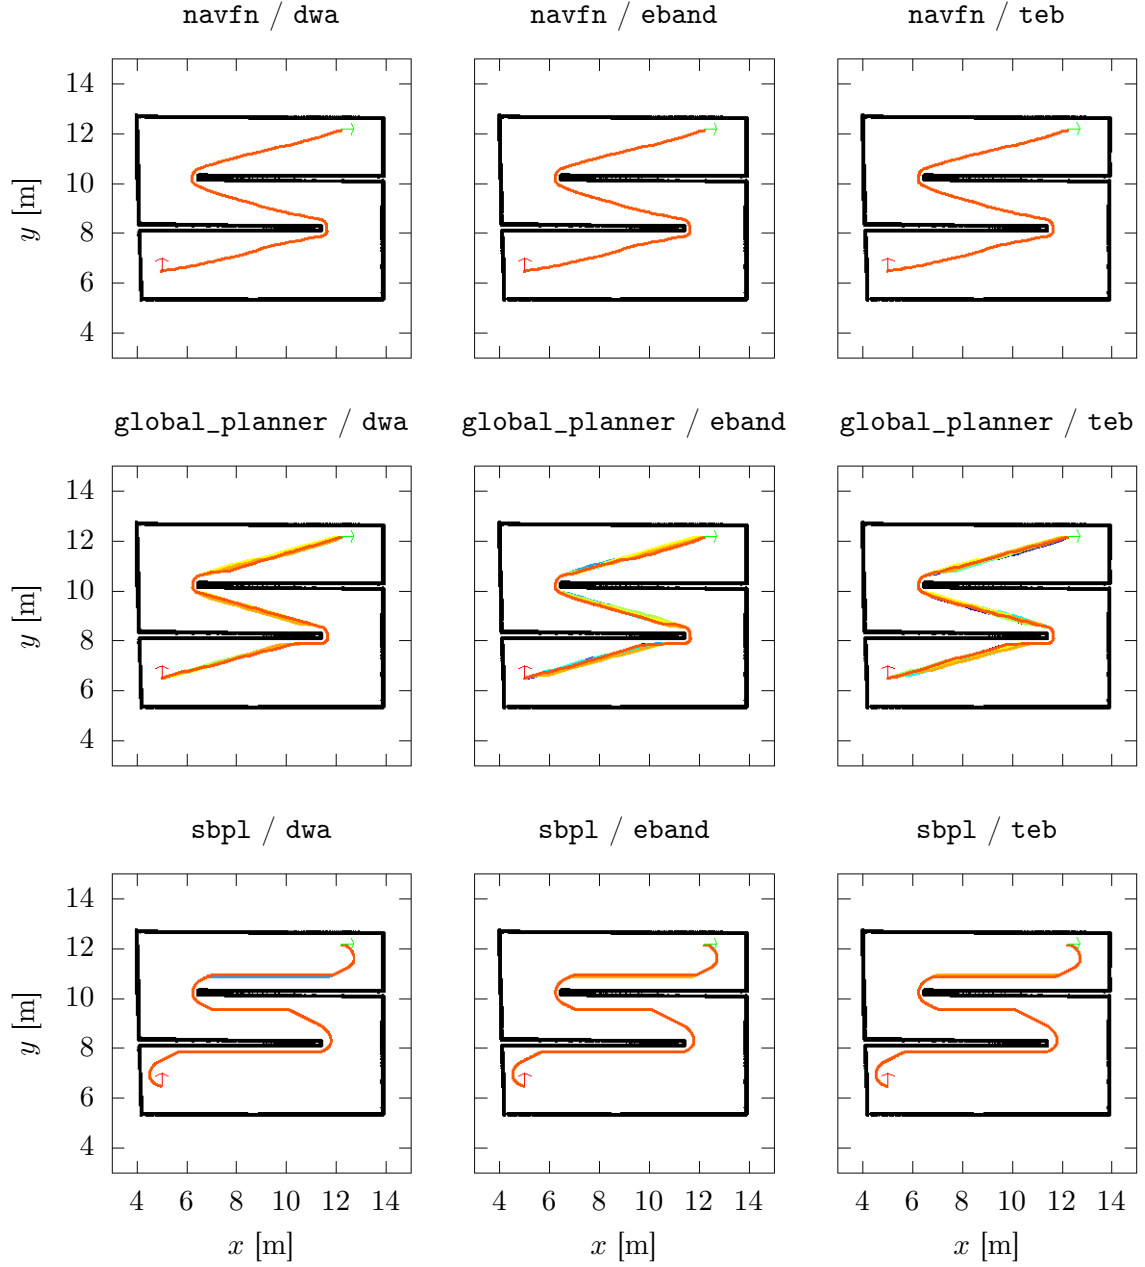 navfn / dwa
navfn / eband
navfn / teb
14
12
10
8
6
4
y [m]
global_planner / dwa
global_planner / eband
global_planner / teb
14
12
10
8
6
4
y [m]
sbpl / dwa
sbpl / eband
sbpl / teb
14
12
10
8
6
4
y [m]
4 6 8 10 12 14
4 6 8 10 12 14
4 6 8 10 12 14
x [m]
x [m]
x [m]